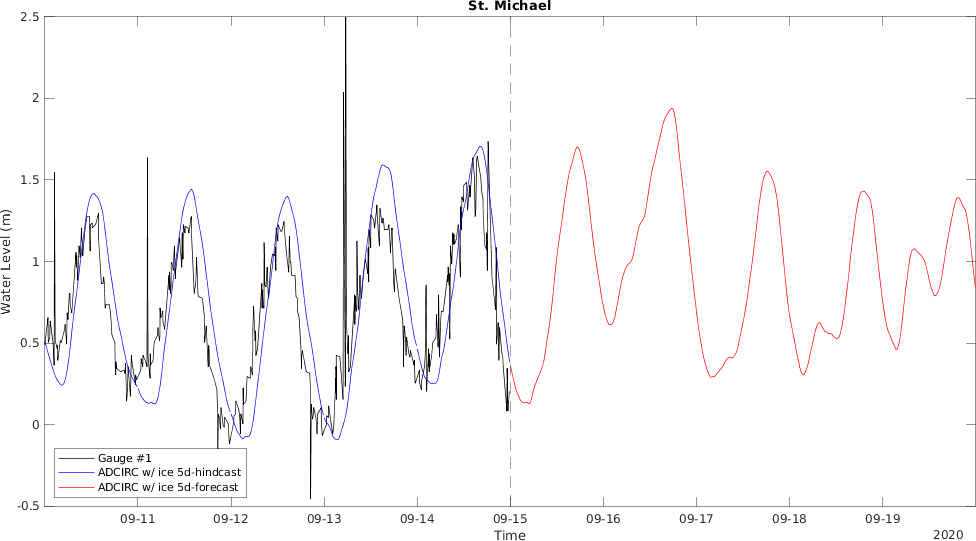 St. Michael
2.5
2
1.5
1
0.5
0
-0.5
Water Level (m)
Gauge #1
ADCIRC w/ ice 5d-hindcast
ADCIRC w/ ice 5d-forecast
09-11 09-12 09-13 09-14 09-15 09-16 09-17 09-18 09-19
Time
2020